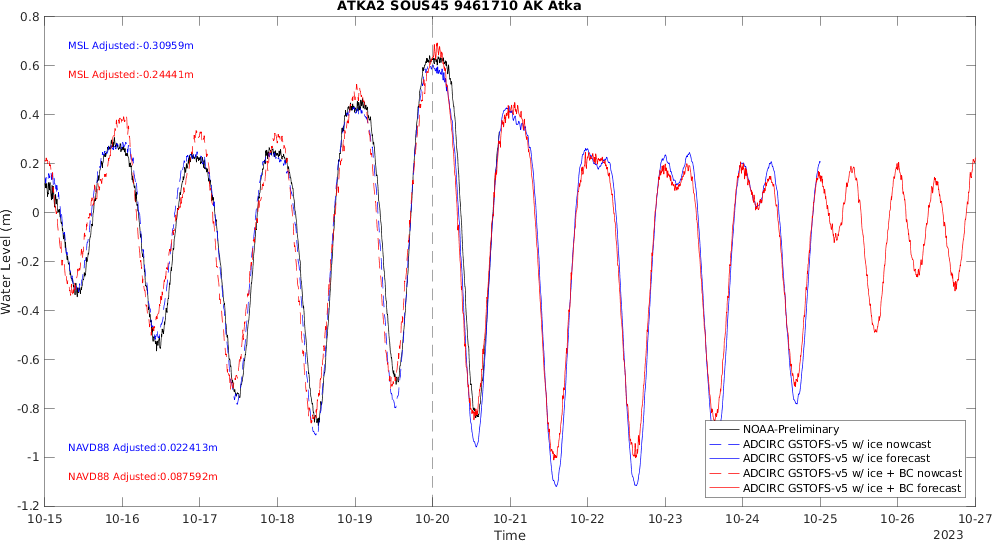 ATKA2 SOUS45 9461710 AK Atka
MSL Adjusted:-0.30959m
MSL Adjusted:-0.24441m
NAVD88 Adjusted:0.022413m
NAVD88 Adjusted:0.087592m
Water Level (m)
0.8
0.6
0.4
0.2
0
-0.2
-0.4
-0.6
-0.8
-1
-1.2
NOAA-Preliminary
ADCIRC GSTOFS-v5 w/ ice nowcast
ADCIRC GSTOFS-v5 w/ ice forecast
ADCIRC GSTOFS-v5 w/ ice + BC nowcast
ADCIRC GSTOFS-v5 w/ ice + BC forecast
10-15 10-16 10-17 10-18 10-19 10-20 10-21 10-22 10-23 10-24 10-25 10-26 10-27
Time
2023